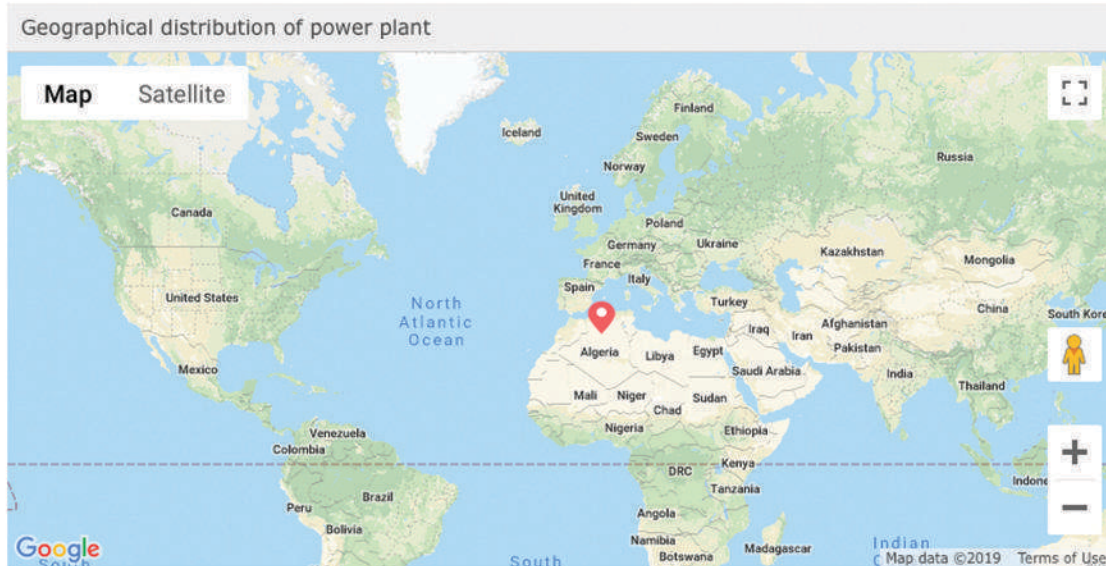 Geographical distribution of power plant
Map Satellite
Finland
Iceland
Sweden
Russia
Norway
United
Kingdom
Canada
Poland
Germany Ukraine
Kazakhstan
France
Mongolia
Italy
Spain
United States
North
Atlantic
Ocean
Turkey
China
South Kore
Afghanistan
Iraq
Iran
Algeria
Libya
Egypt
Pakistan
Mexico
Saudi Arabia
India
Thailand
Mali
Niger
Sudan
Chad
Nigeria
Ethiopia
Venezuela
Colombia
Kenya
DRC
Indone
Tanzania
Brazil
Peru
Angola
Bolivia
Namibia
Madagascar
Indian
Botswana
Google
South
South
Map data ©2019 Terms of Use